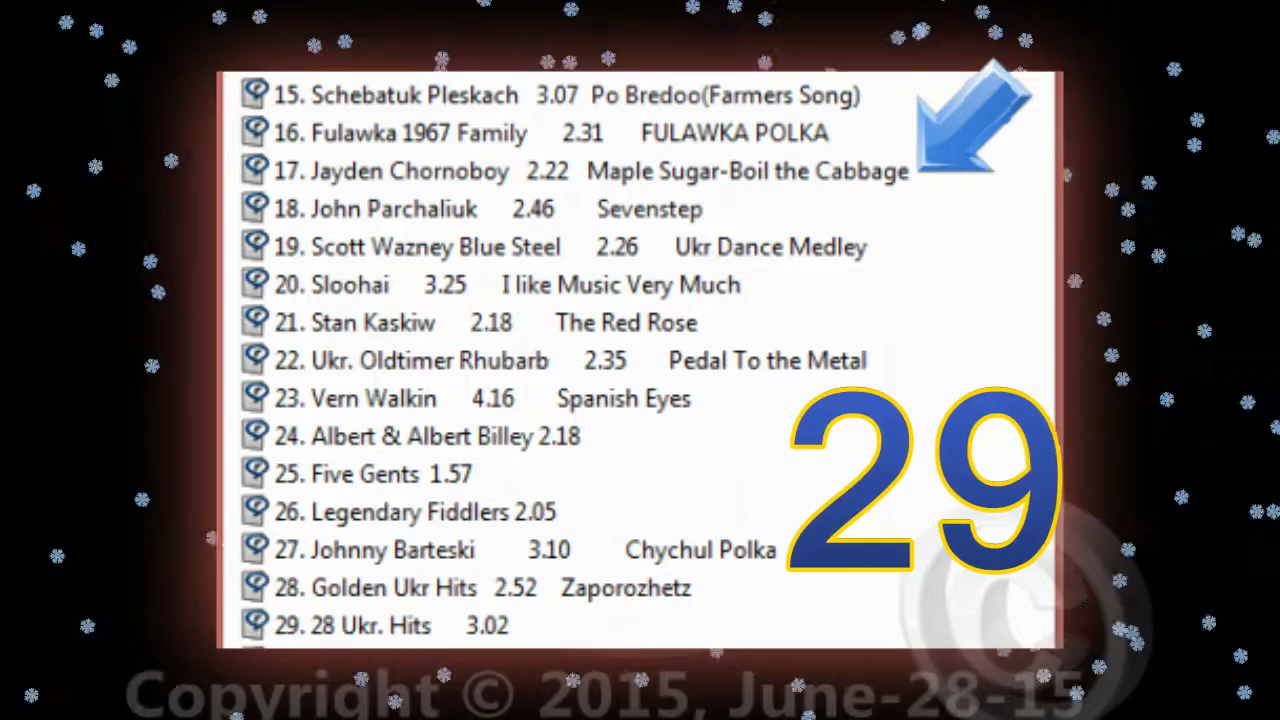 15. Schebatuk Pleskach 3.07 Po Bredoo(Farmers Song)
16. Fulawka 1967 Family 2.31 FULAWKA POLKA
17. Jayden Chornoboy 2.22 Maple Sugar-Boil the Cabbage
18. John Parchaliuk 2.46 Sevenstep
19. Scott Wazney Blue Steel 2.26 Ukr Dance Medley
20. Sloohai 3.25 I like Music Very Much
21. Stan Kaskiw 2.18 The Red Rose
22. Ukr. Oldtimer Rhubarb 2.35 Pedal To the Metal
23. Vern Walkin 4.16 Spanish Eyes
24. Albert & Albert Billey 2.18
25. Five Gents 1.57
26. Legendary Fiddlers 2.05
27. Johnny Barteski 3.10 Chychul Polka
28. Golden Ukr Hits 2.52 Zaporozhetz
29. 28 Ukr. Hits 3.02
29
©
Copyright © 2015, June-28-15